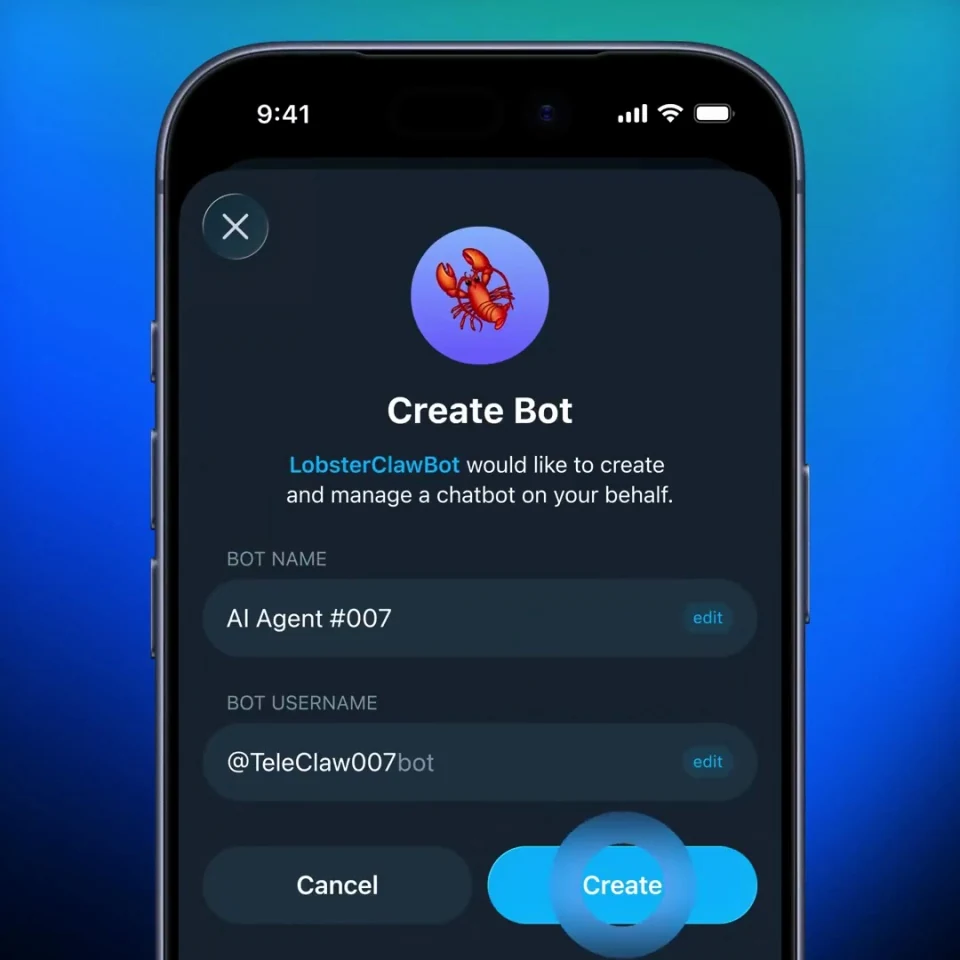 9:41
Create Bot
LobsterClawBot would like to create
and manage a chatbot on your behalf.
BOT NAME
AI Agent #007
edit
BOT USERNAME
@TeleClaw007bot
edit
Cancel
Create